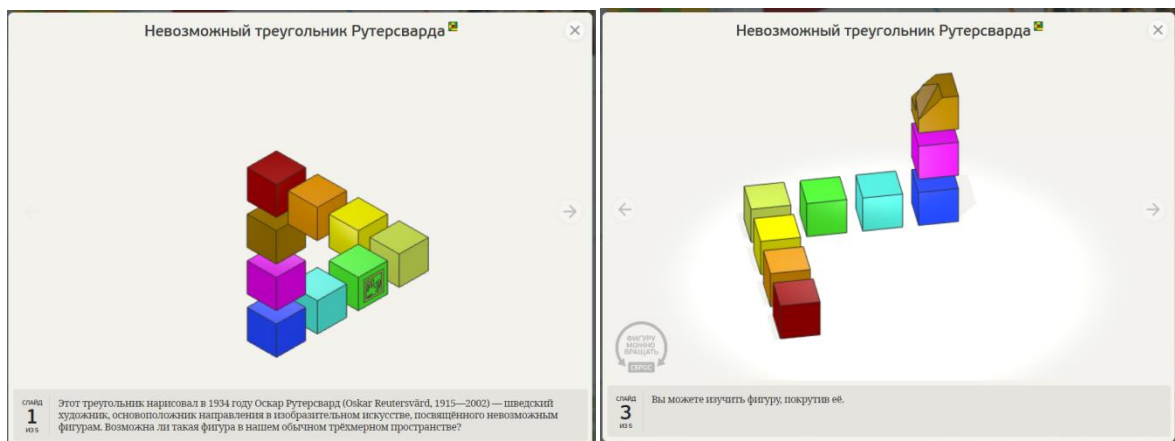 Невозможный треугольник Рутерсварда
СЛАЙД
1
ИЗ 5
Этот треугольник нарисовал в 1934 году Оскар Рутерсвард (Oskar Reutersvärd, 1915—2002) — шведский
художник, основоположник направления в изобразительном искусстве, посвящённого невозможным
фигурам. Возможна ли такая фигура в нашем обычном трёхмерном пространстве?
Невозможный треугольник Рутерсварда
ФИГУРУ
МОЖНО
ВРАЩАТЬ
СБРОС
СЛАЙД
3
ИЗ 5
Вы можете изучить фигуру, покрутив её.